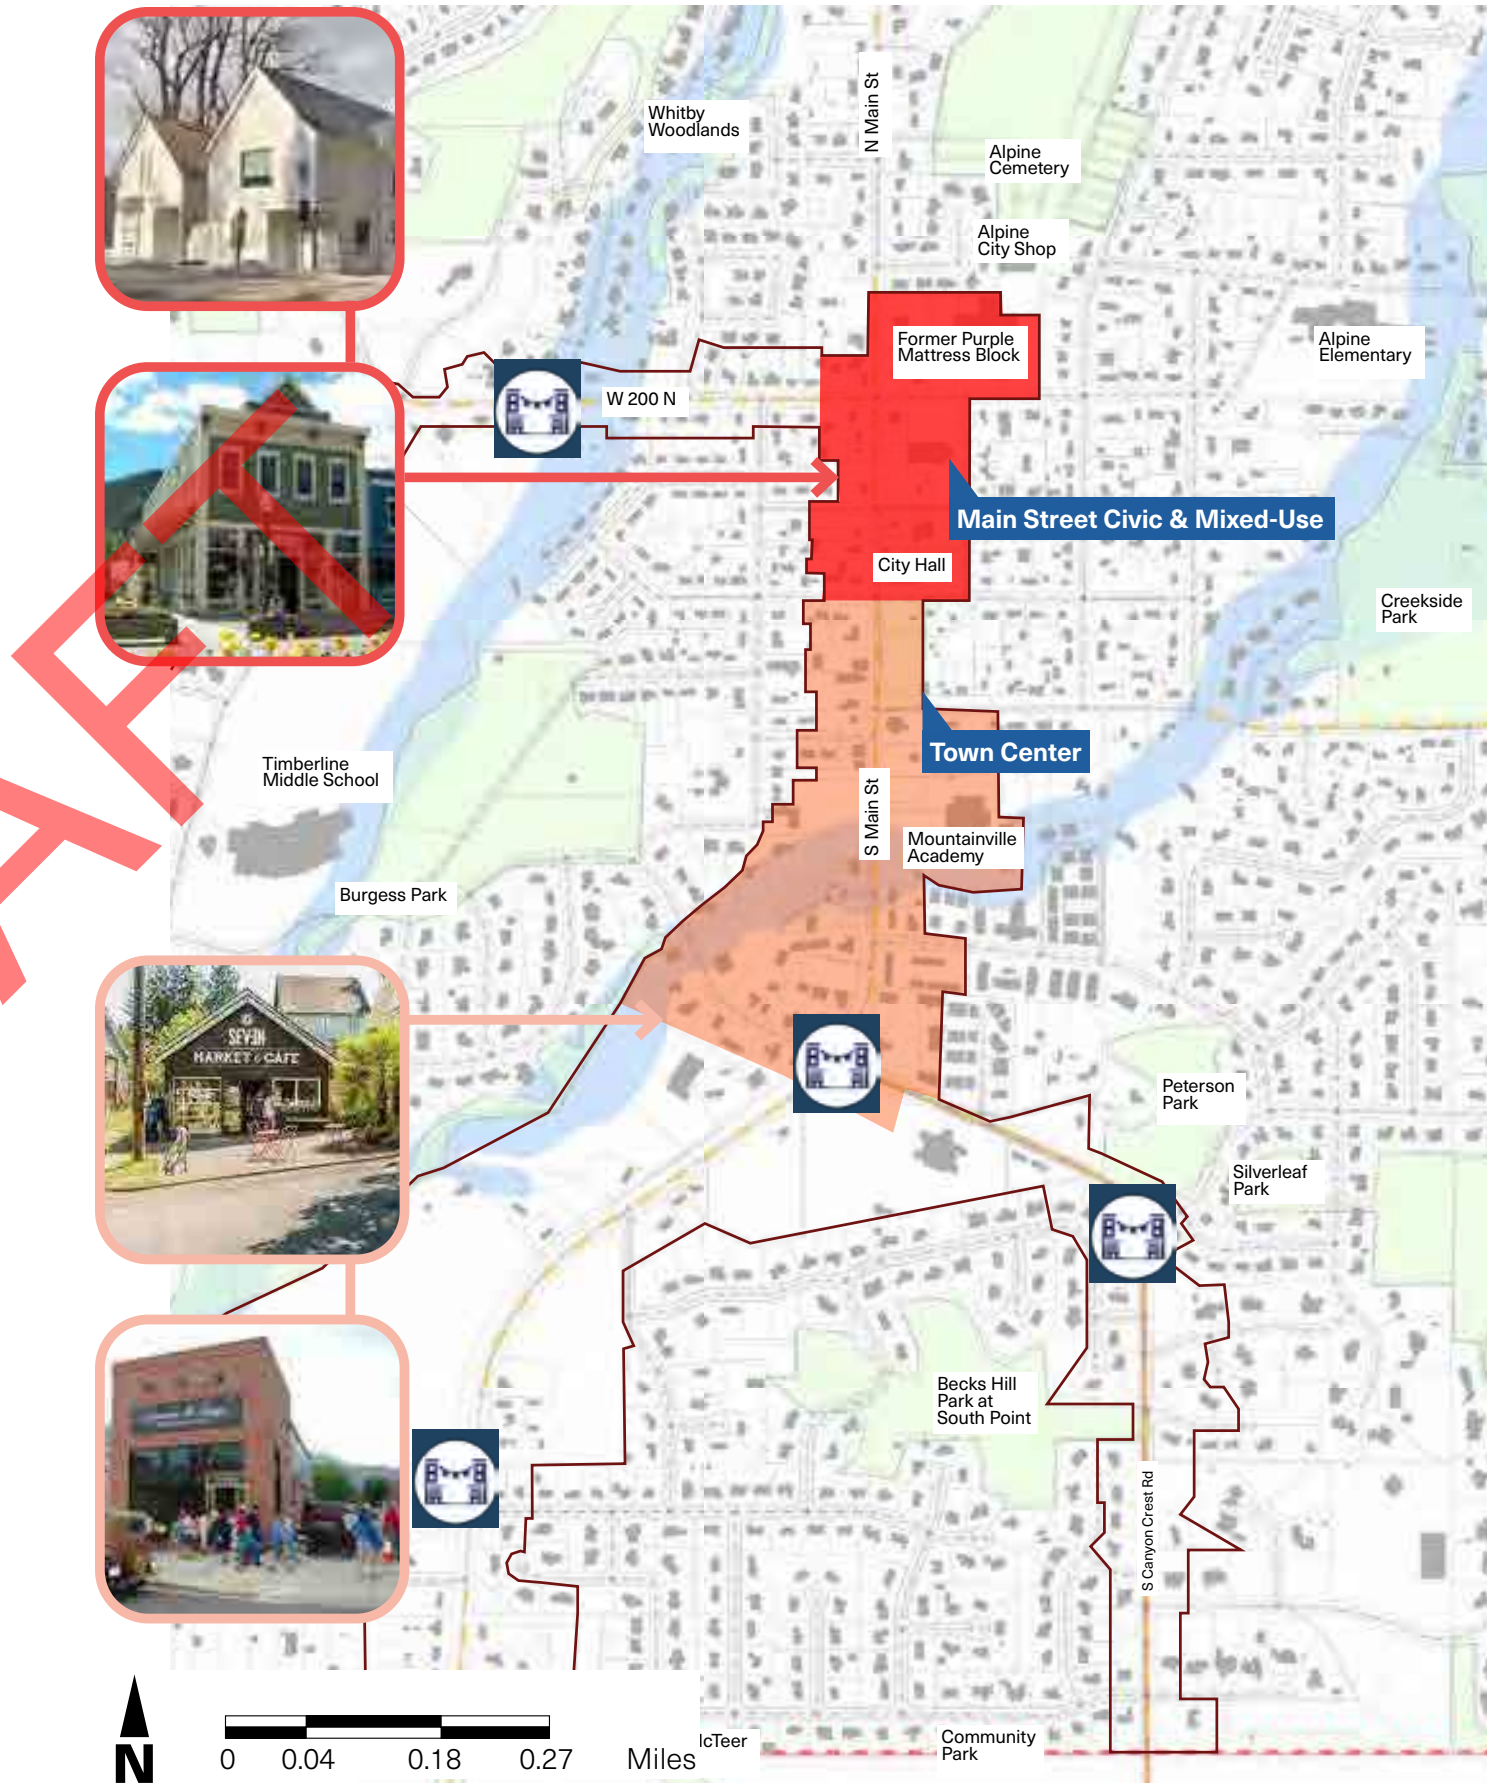 Whitby
Woodlands
N Main St
Alpine
Cemetery
Alpine
City Shop
Former Purple
Mattress Block
Alpine
Elementary
W 200 N
Main Street Civic & Mixed-Use
City Hall
Creekside
Park
Town Center
Timberline
Middle School
S Main St
Mountainville
Academy
Burgess Park
SEVEN
MARKET & CAFE
Peterson
Park
Silverleaf
Park
Becks Hill
Park at
South Point
S Canyon Crest Rd
N
0 0.04 0.18 0.27 Miles
cTeer
Community
Park